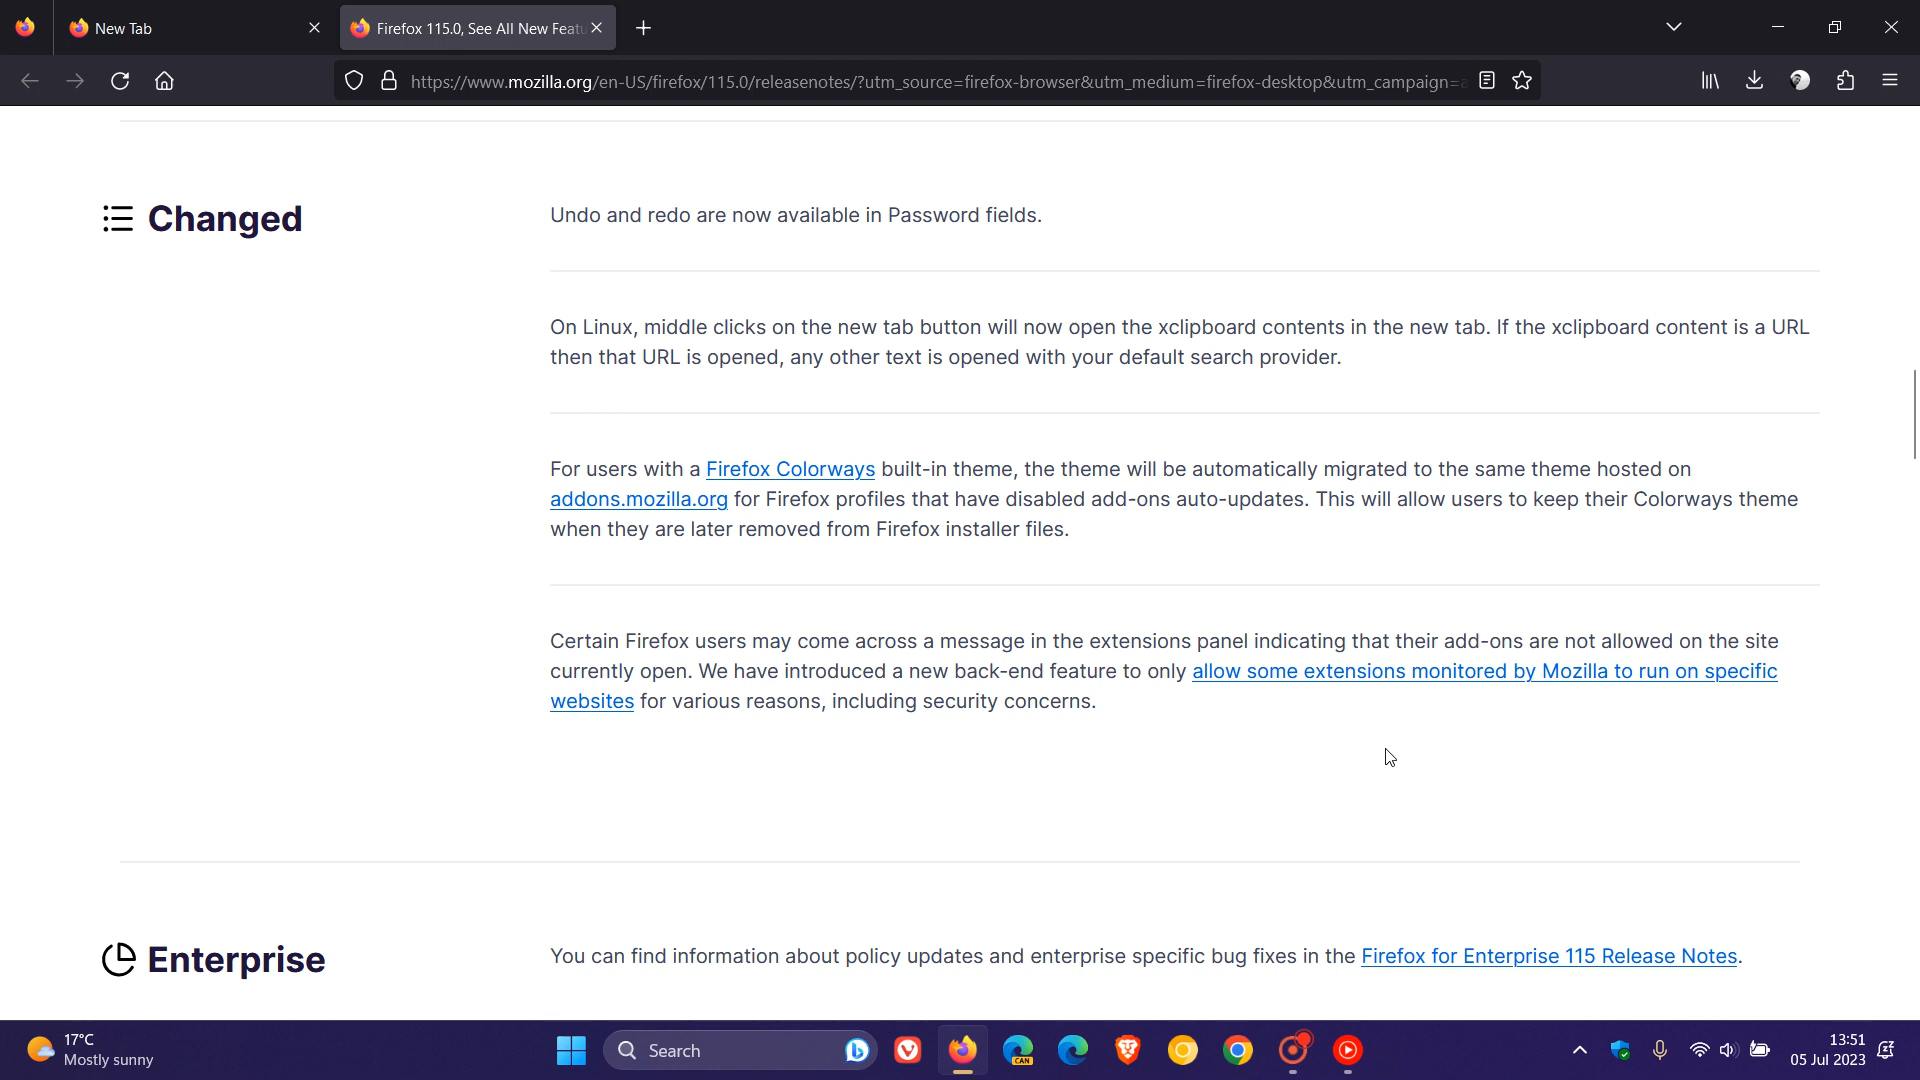 New Tab
Firefox 115.0, See All New Featu
https://www.mozilla.org/en-US/firefox/115.0/releasenotes/?utm_source=firefox-browser&utm_medium=firefox-desktop&utm_campaign=a
Changed
Undo and redo are now available in Password fields.
On Linux, middle clicks on the new tab button will now open the xclipboard contents in the new tab. If the xclipboard content is a URL
then that URL is opened, any other text is opened with your default search provider.
For users with a Firefox Colorways built-in theme, the theme will be automatically migrated to the same theme hosted on
addons.mozilla.org for Firefox profiles that have disabled add-ons auto-updates. This will allow users to keep their Colorways theme
when they are later removed from Firefox installer files.
Certain Firefox users may come across a message in the extensions panel indicating that their add-ons are not allowed on the site
currently open. We have introduced a new back-end feature to only allow some extensions monitored by Mozilla to run on specific
websites for various reasons, including security concerns.
Enterprise
You can find information about policy updates and enterprise specific bug fixes in the Firefox for Enterprise 115 Release Notes.
17°C
Mostly sunny
Search
CAN
13:51
05 Jul 2023